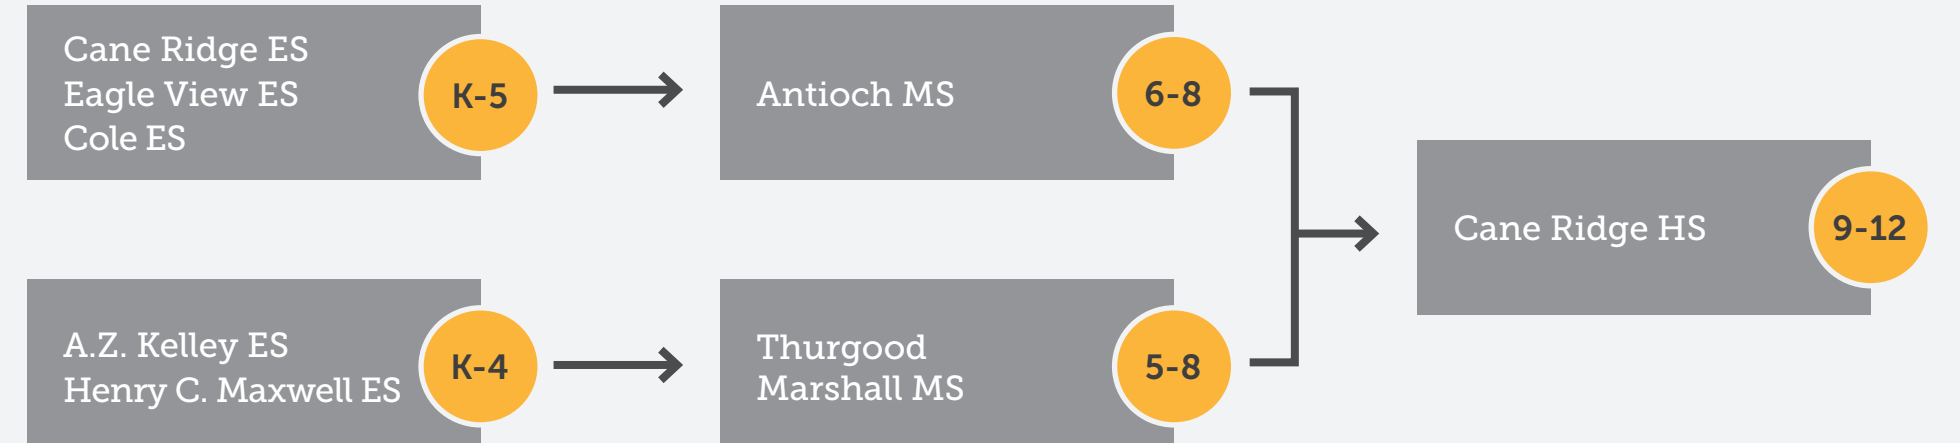 Cane Ridge ES
Eagle View ES
Cole ES
K-5
Antioch MS
6-8
A.Z. Kelley ES
Henry C. Maxwell ES
K-4
Thurgood
Marshall MS
5-8
Cane Ridge HS
9-12